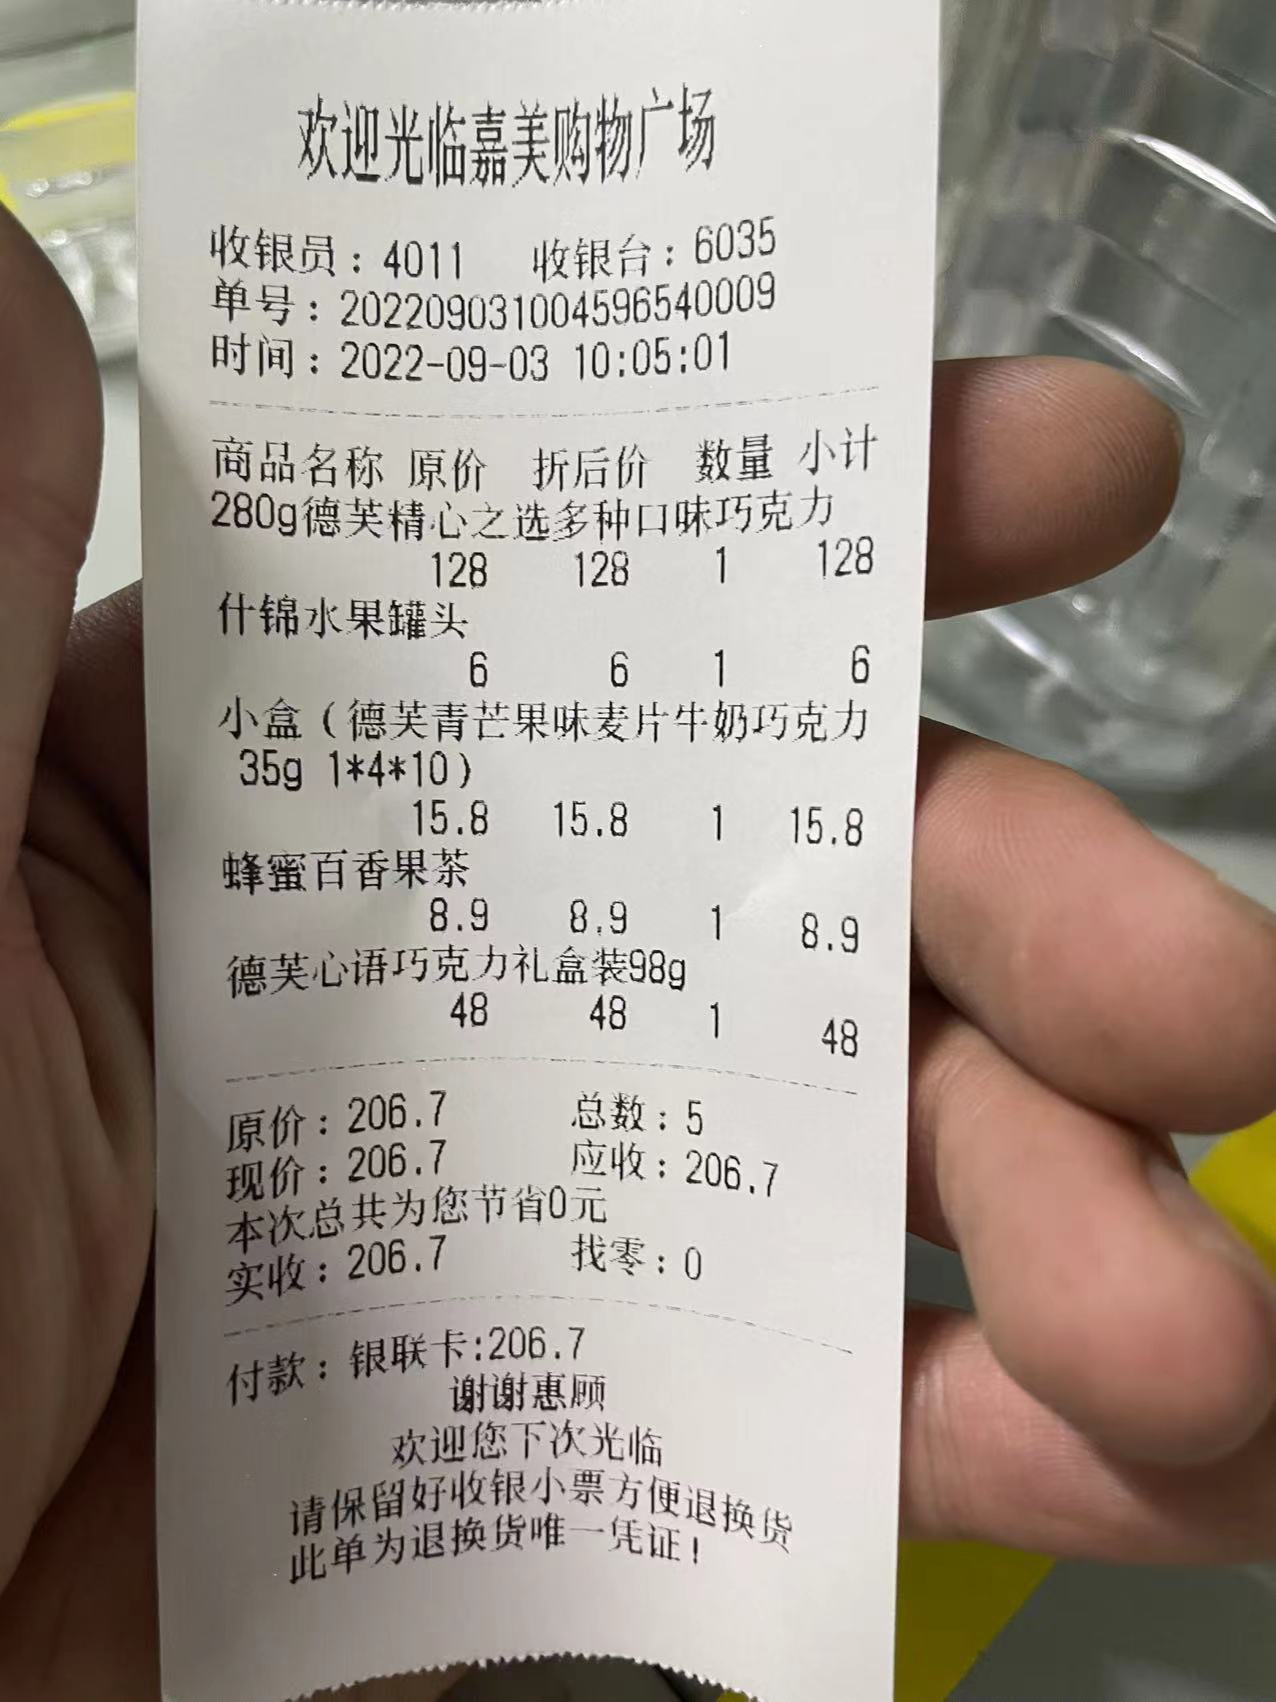 欢迎光临嘉美购物广场
收银员：4011 收银台：6035
单号：202209031004596540009
时间：2022-09-03 10:05:01
商品名称 原价 折后价 数量 小计
280g德芙精心之选多种口味巧克力
128 128 1 128
什锦水果罐头
6 6 1 6
小盒（德芙青芒果味麦片牛奶巧克力
35g 1*4*10）
15.8 15.8 1 15.8
蜂蜜百香果茶
8.9 8.9 1 8.9
德芙心语巧克力礼盒装98g
48 48 1 48
原价：206.7 总数：5
现价：206.7 应收：206.7
本次总共为您节省0元
实收：206.7 找零：0
付款：银联卡:206.7
谢谢惠顾
欢迎您下次光临
请保留好收银小票方便退换货
此单为退换货唯一凭证！